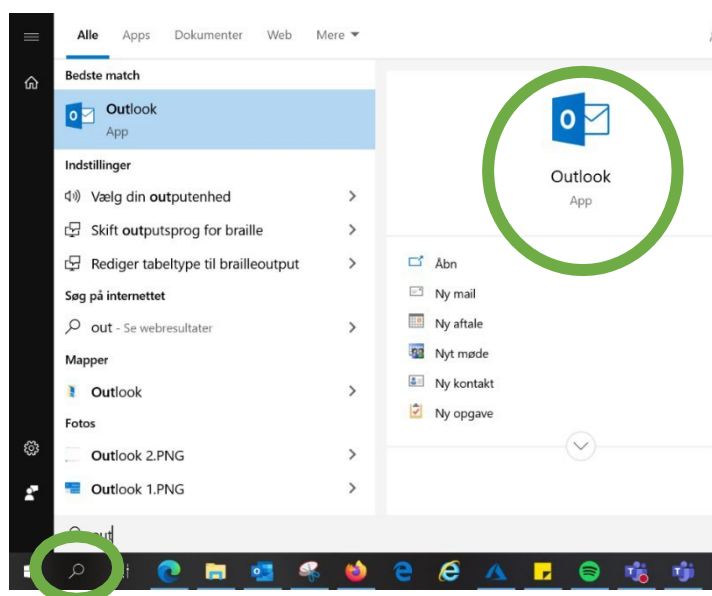 Alle Apps Dokumenter Web Mere
Bedste match
Outlook
App
Indstillinger
Vælg din outputenhed
Skift outputsprog for braille
Rediger tabeltype til brailleoutput
Søg på internettet
out - Se webresultater
Mapper
Outlook
Fotos
Outlook 2.PNG
Outlook 1.PNG
out
Outlook
App
Åbn
Ny mail
Ny aftale
Nyt møde
Ny kontakt
Ny opgave